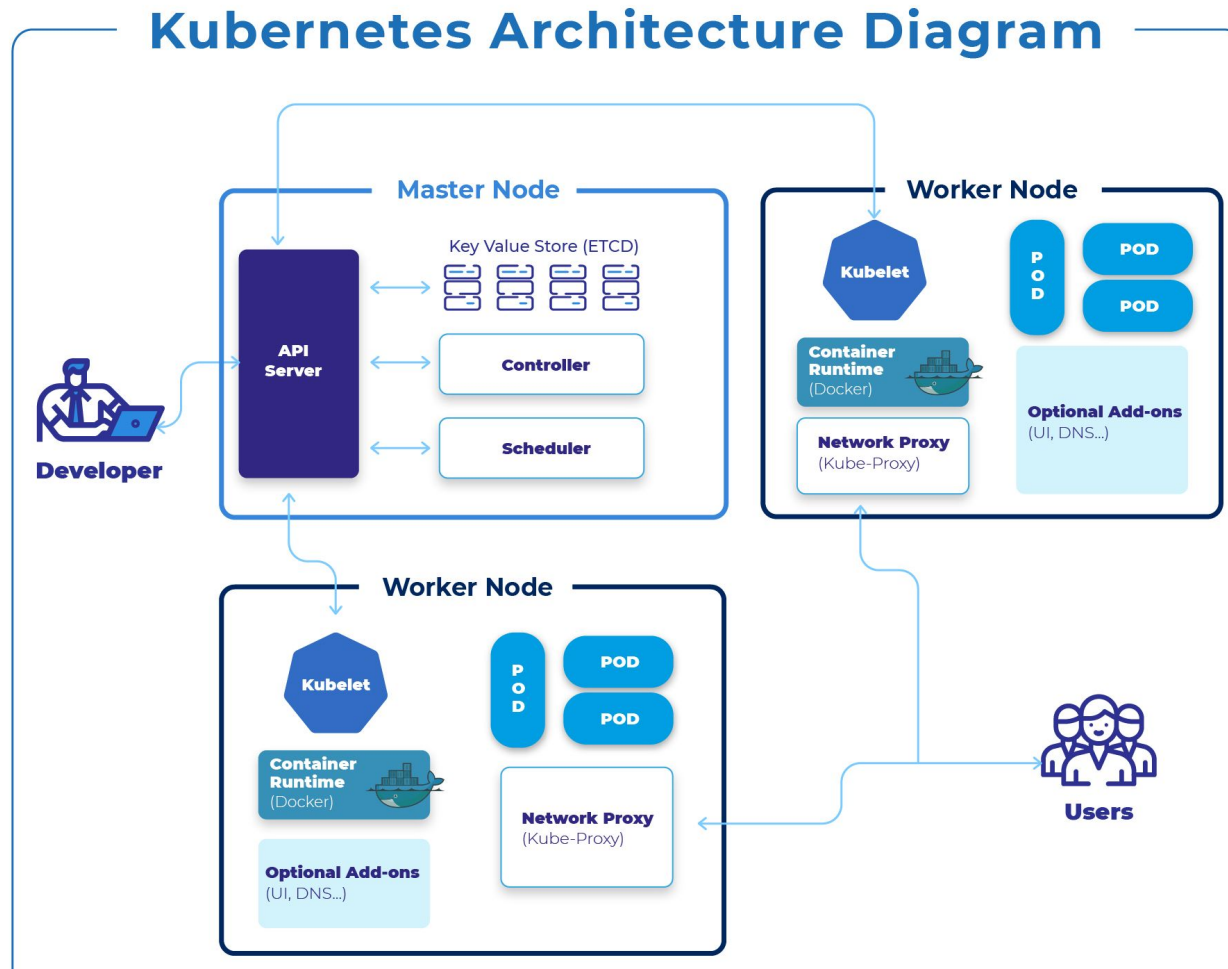 Kubernetes Architecture Diagram
Master Node
Key Value Store (ETCD)
API
Server
Controller
Scheduler
Developer
Worker Node
Kubelet
P
O
D
POD
POD
Container
Runtime
(Docker)
Optional Add-ons
(UI, DNS...)
Network Proxy
(Kube-Proxy)
Worker Node
Kubelet
P
O
D
POD
POD
Container
Runtime
(Docker)
Network Proxy
(Kube-Proxy)
Optional Add-ons
(UI, DNS...)
Users